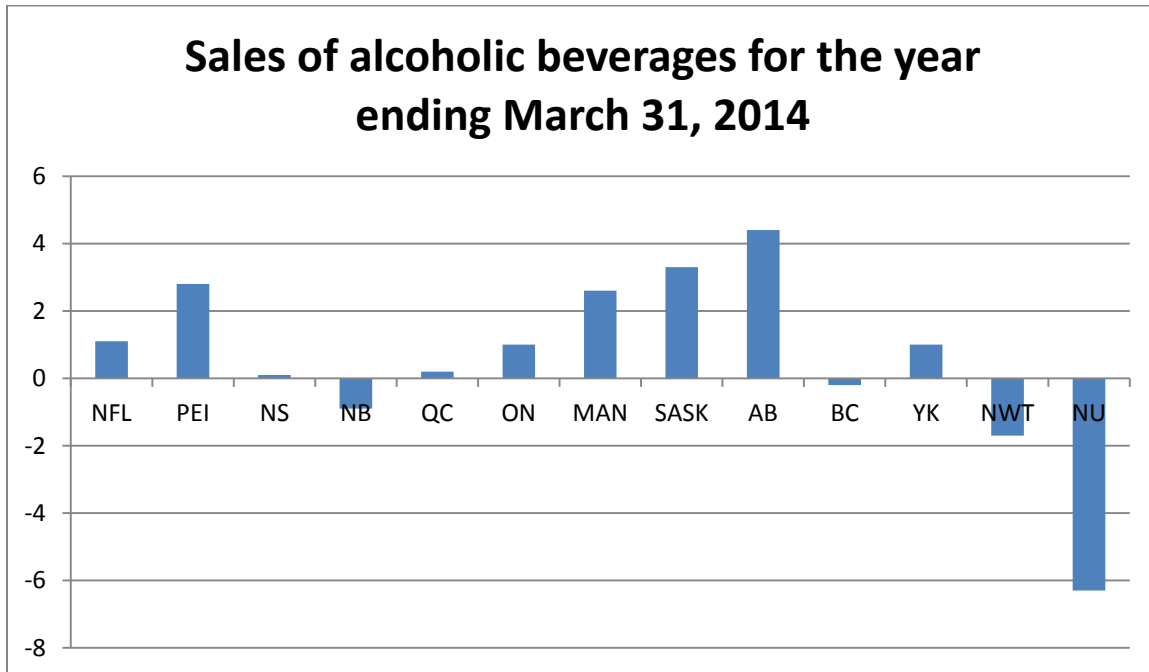 Sales of alcoholic beverages for the year
ending March 31, 2014
6
4
2
0
-2
-4
-6
-8
NFL PEI NS NB QC ON MAN SASK AB BC YK NWT NU